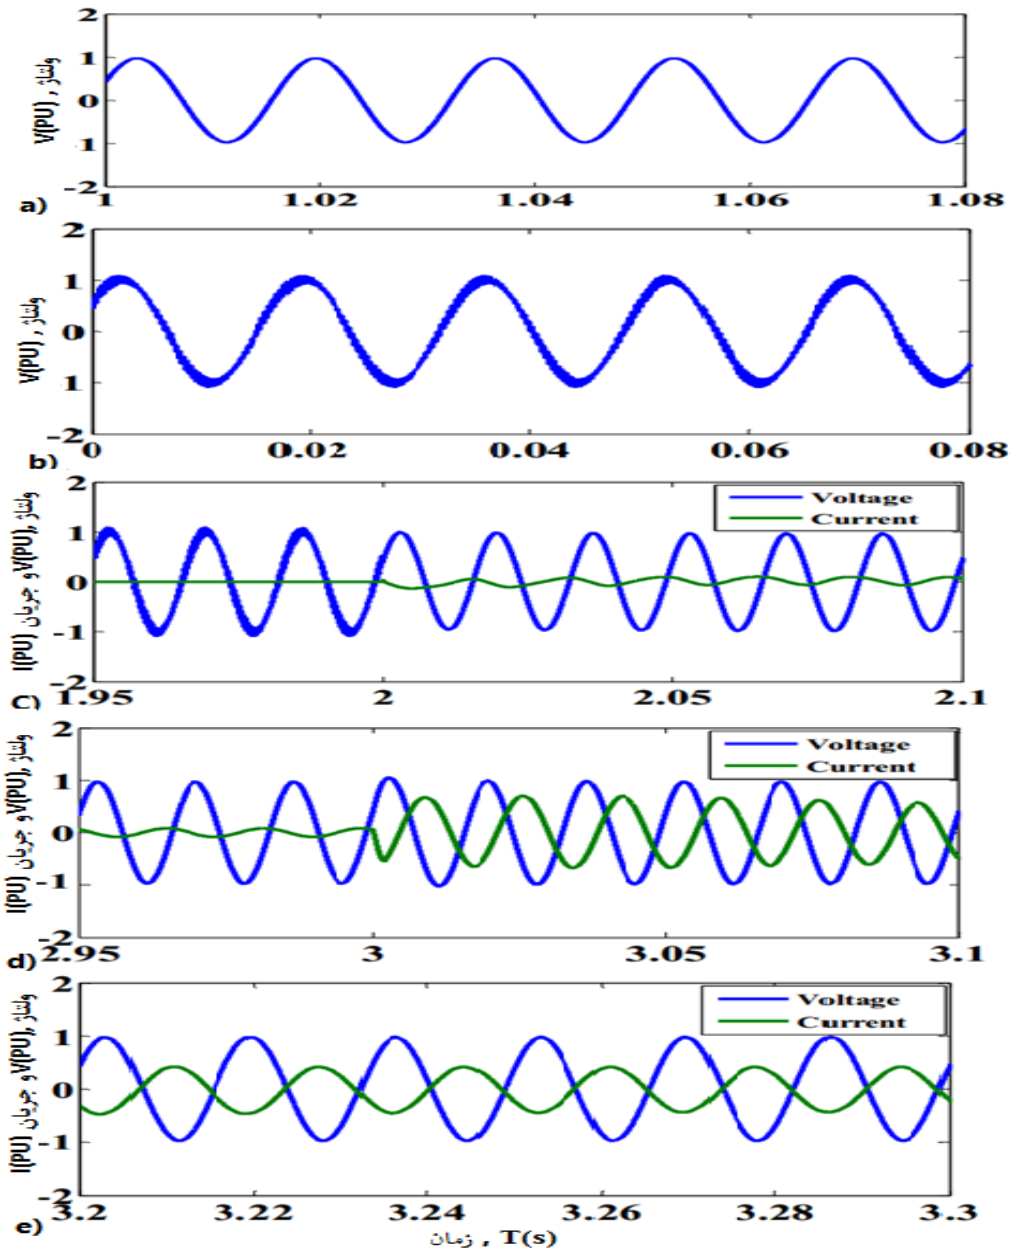 2
1
0
1
-2
V(PU) , ولتاژ
a)
1 1.02 1.04 1.06 1.08
2
1
0
1
-2
V(PU) , ولتاژ
b)
0 0.02 0.04 0.06 0.08
2
1
0
-1
-2
I(PU) و جریان V(PU), ولتاژ
Voltage
Current
C)
1.95 2 2.05 2.1
2
1
0
-1
-2
I(PU) و جریان V(PU), ولتاژ
Voltage
Current
d)
2.95 3 3.05 3.1
2
1
0
-1
-2
I(PU) و جریان V(PU), ولتاژ
Voltage
Current
e)
3.2 3.22 3.24 3.26 3.28 3.3
زمان , T(s)